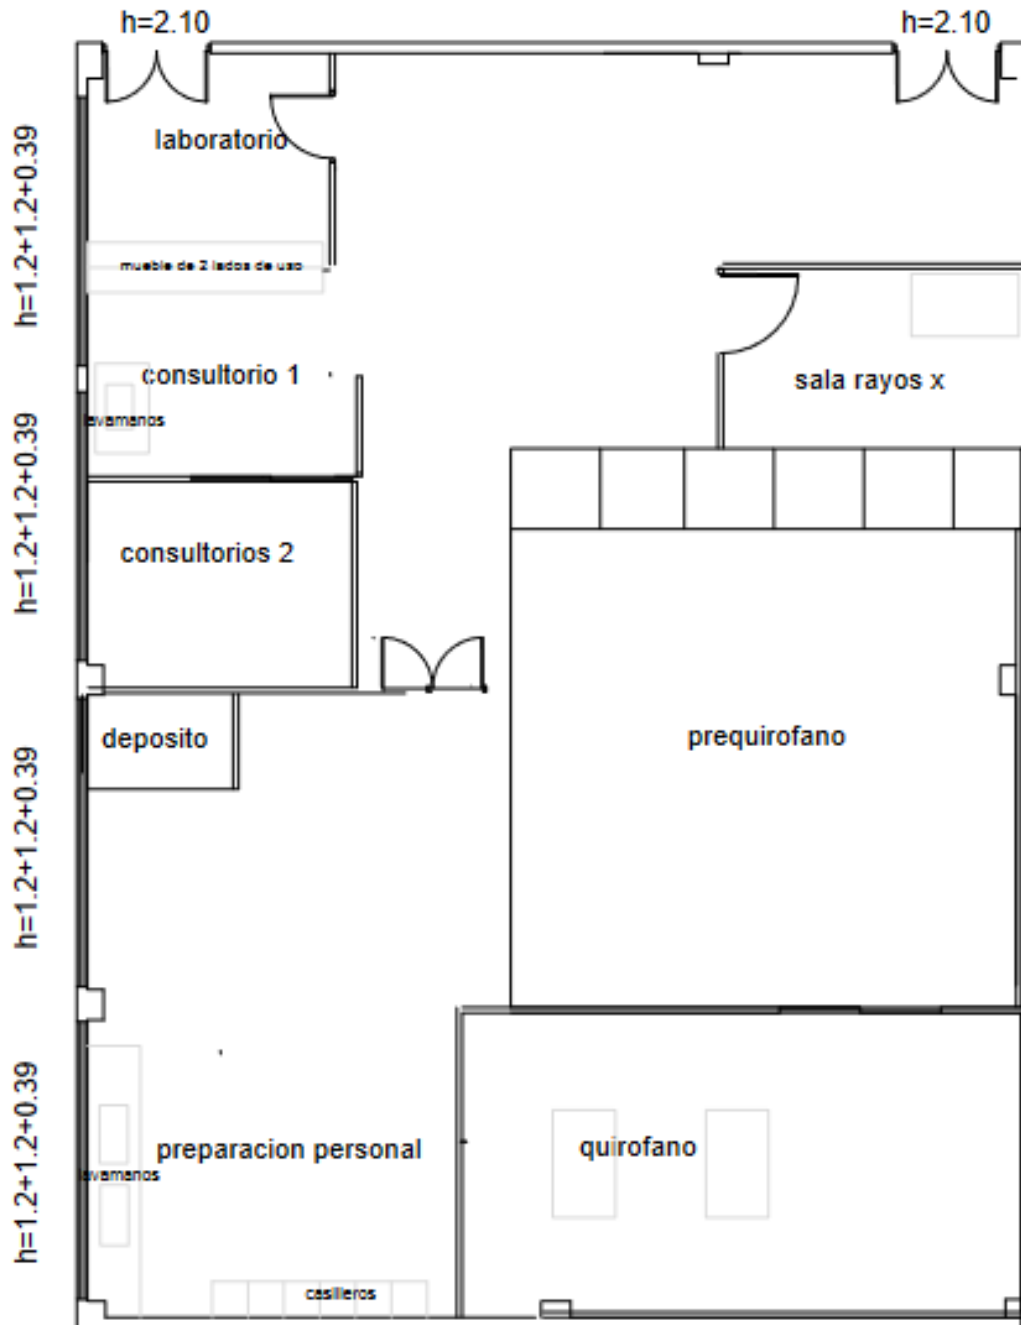 h=2.10
h=2.10
laboratorio
h=1.2+1.2+0.39
mueble de 2 lados de uso
consultorio 1
sala rayos x
lavamanos
h=1.2+1.2+0.39
consultorios 2
deposito
prequirofano
h=1.2+1.2+0.39
preparacion personal
quirofano
lavamanos
h=1.2+1.2+0.39
casilleros